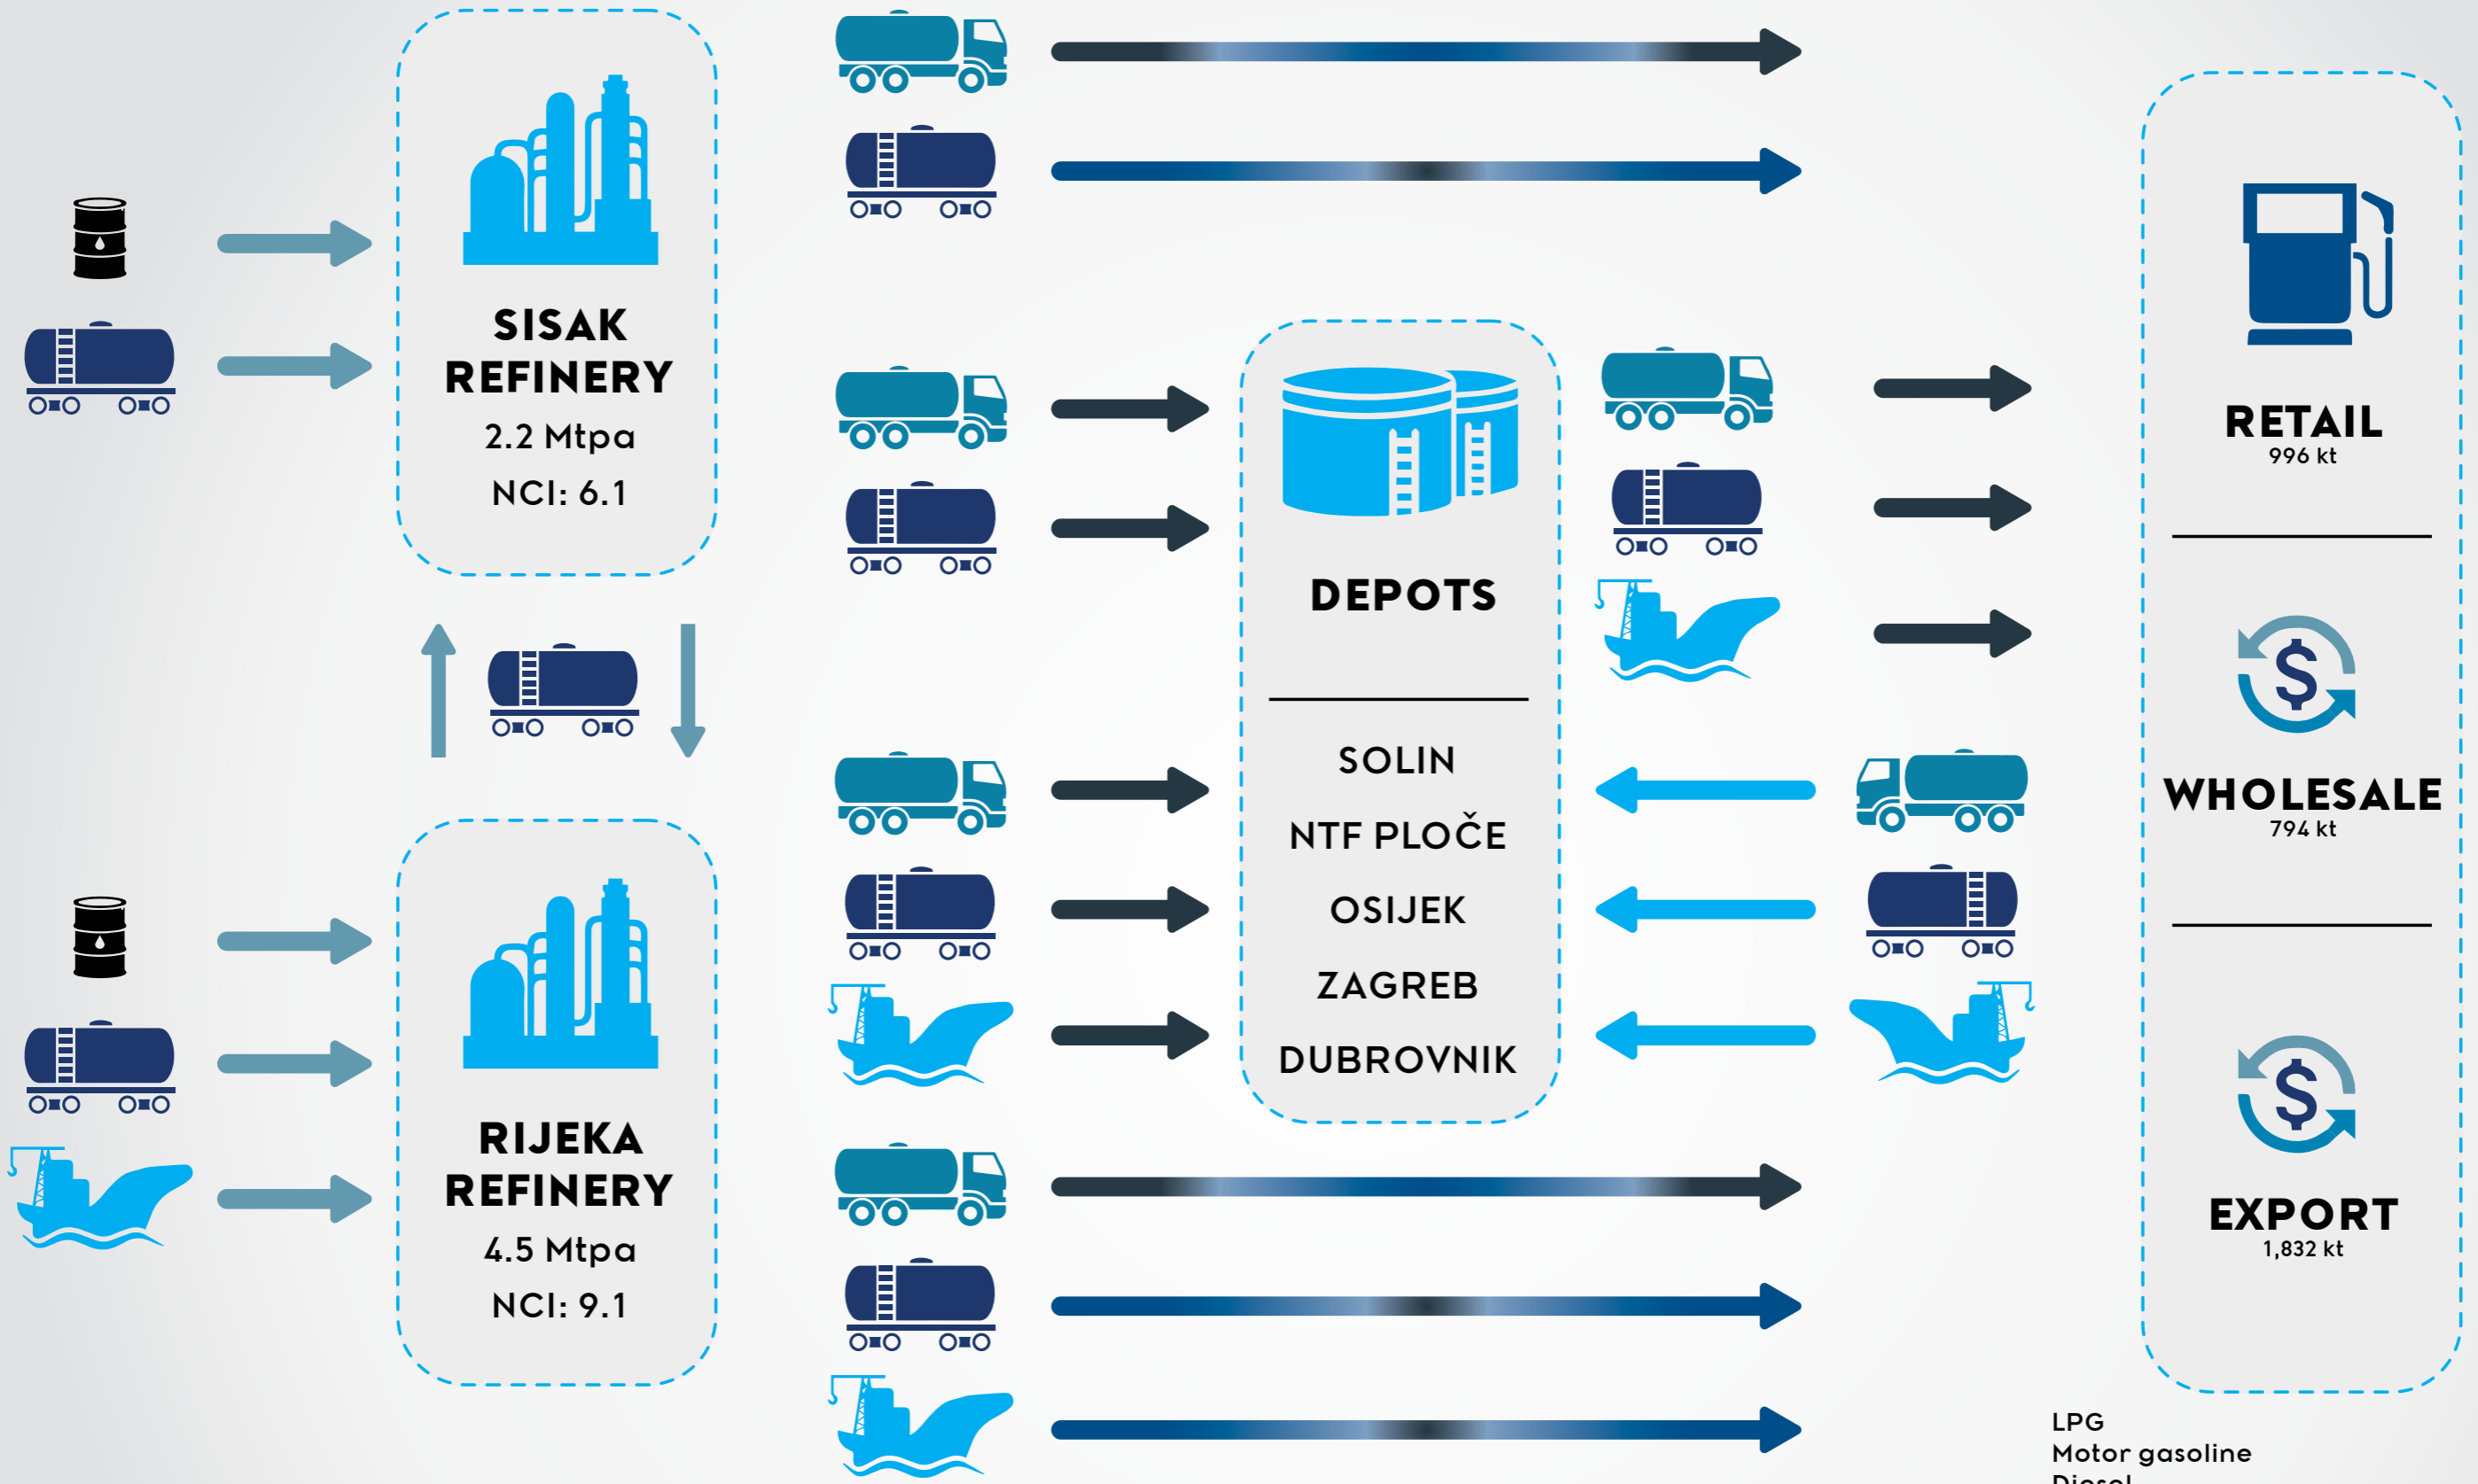 SISAK
REFINERY
2.2 Mtpa
NCI: 6.1
RIJEKA
REFINERY
4.5 Mtpa
NCI: 9.1
DEPOTS
SOLIN
NTF PLOČE
OSIJEK
ZAGREB
DUBROVNIK
RETAIL
996 kt
WHOLESALE
794 kt
EXPORT
1,832 kt
LPG
Motor gasoline
Diesel